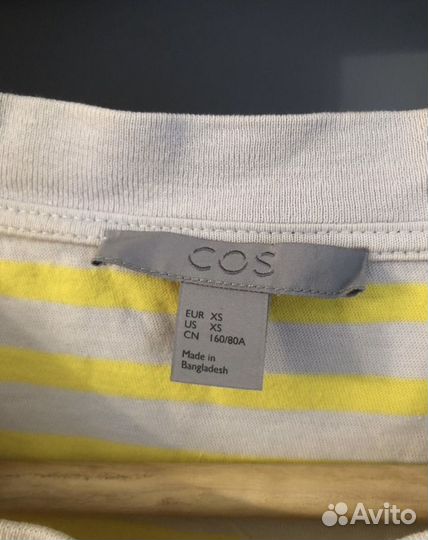 COS
EUR XS
US XS
CN 160/80A
Made in
Bangladesh
Avito